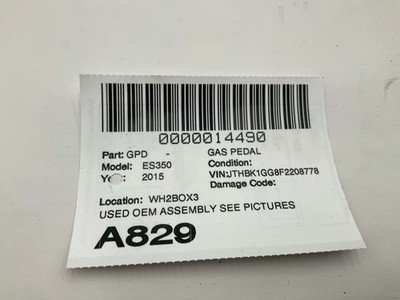 0000014490
Part: GPD - GAS PEDAL
Model: ES350 Condition:
2015 VIN:JTHBK1GG8F2208778
Damage Code:
Location: WH2BOX3
USED OEM ASSEMBLY SEE PICTURES
A829